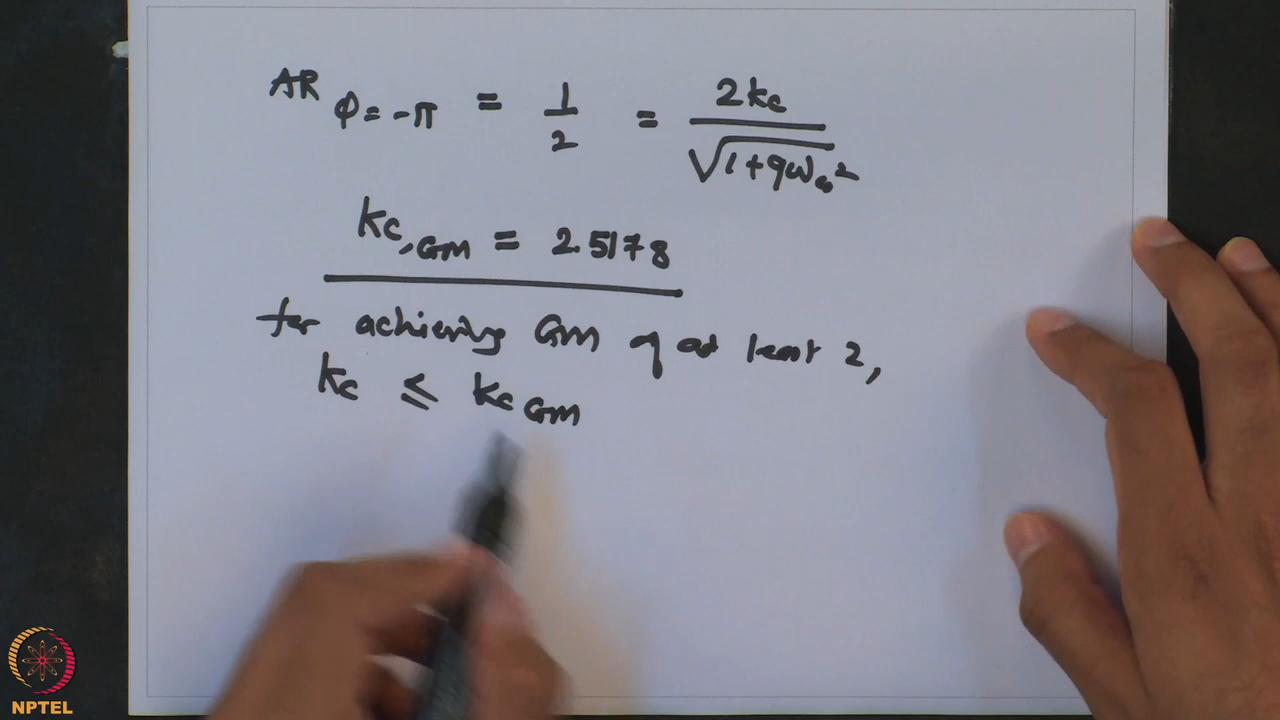 AR φ=-π = 1/2 = 2kc/√1+9ωco²
kc,GM = 2.5178
for achieving GM of at least 2,
kc ≤ kc GM
NPTEL